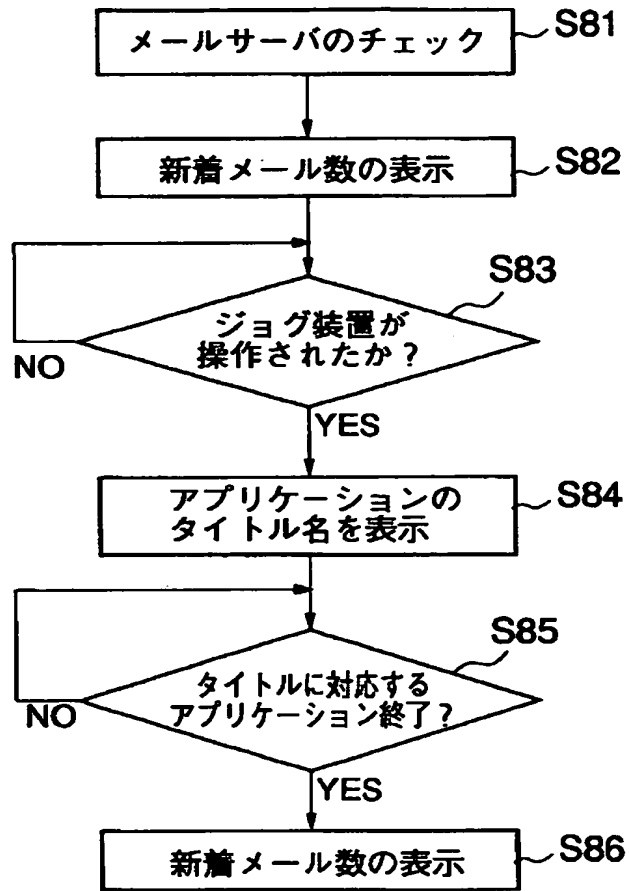 メールサーバのチェック
S81
新着メール数の表示
S82
S83
ジョグ装置が
操作されたか?
NO
YES
アプリケーションの
タイトル名を表示
S84
S85
タイトルに対応する
アプリケーション終了?
NO
YES
新着メール数の表示
S86